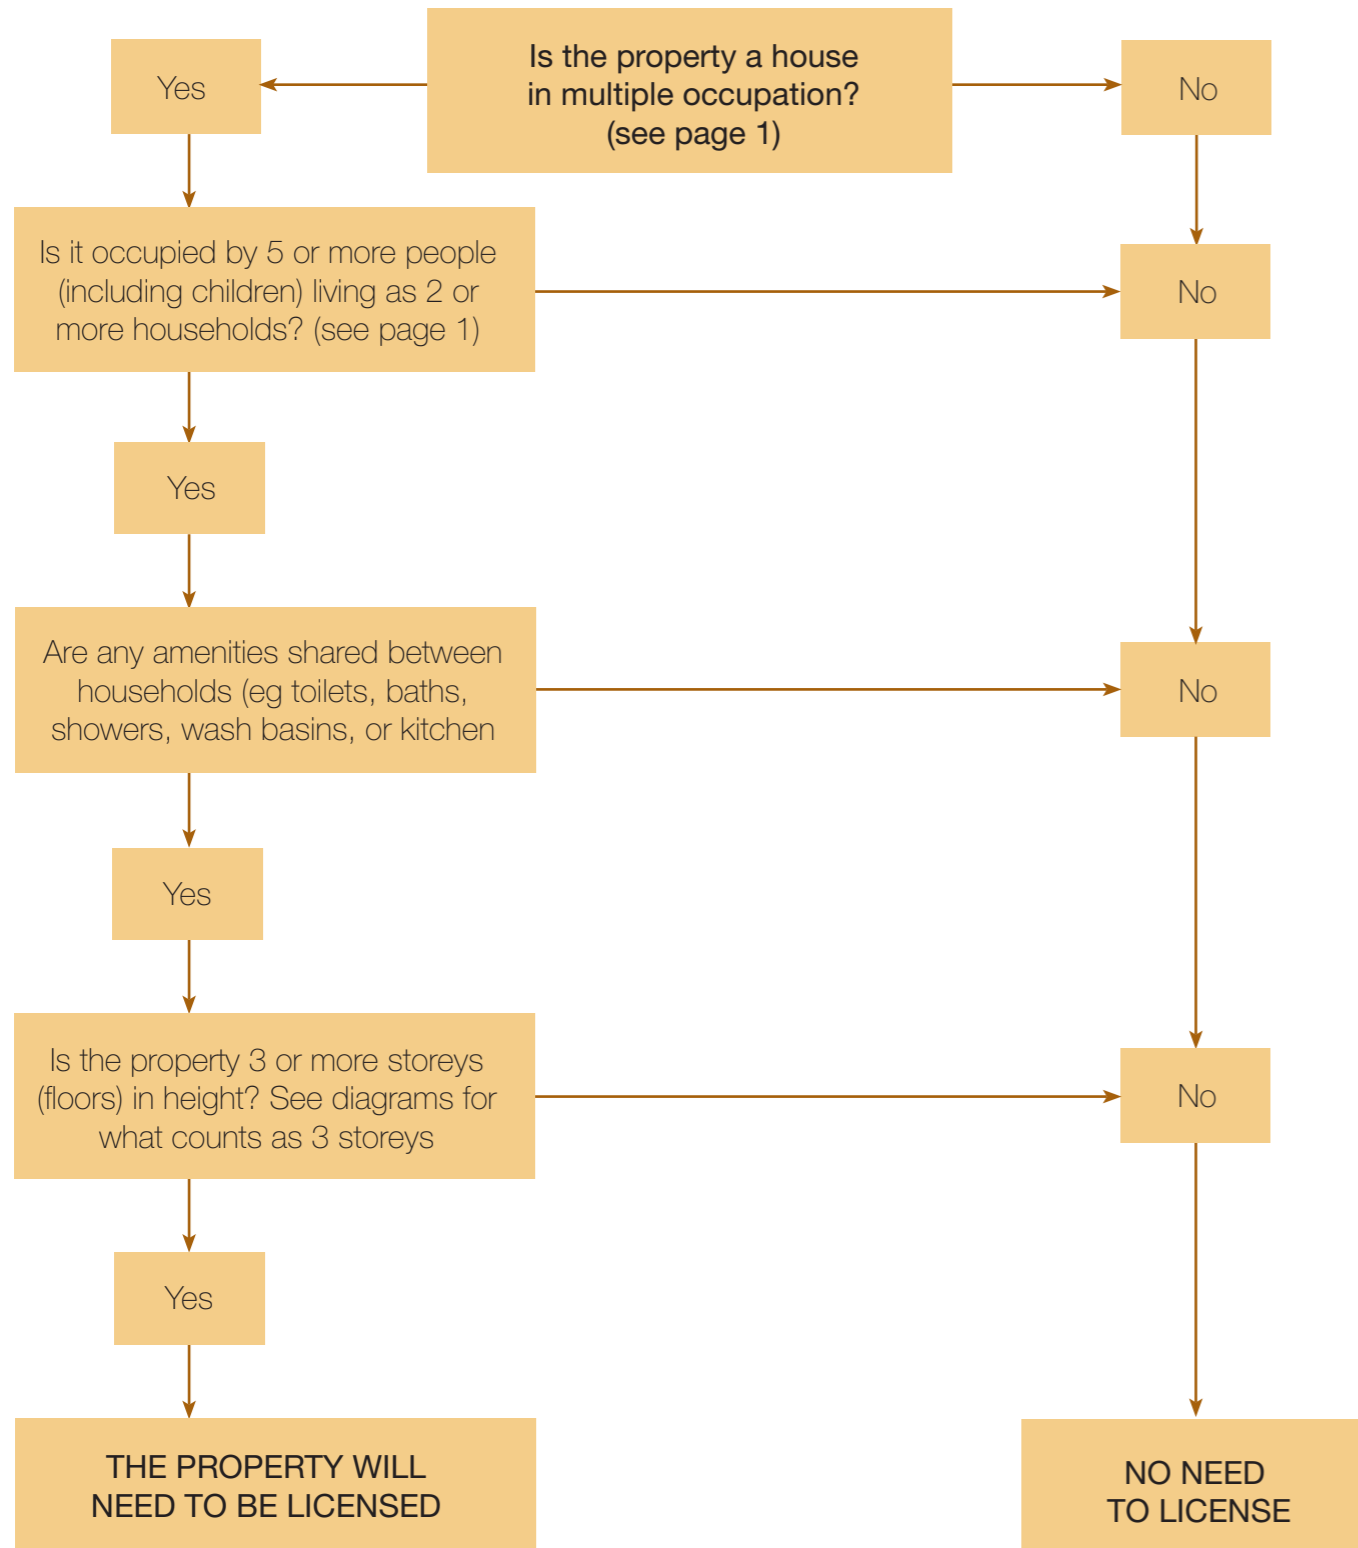 Is the property a house
in multiple occupation?
(see page 1)
Yes
No
Is it occupied by 5 or more people
(including children) living as 2 or
more households? (see page 1)
No
Yes
Are any amenities shared between
households (eg toilets, baths,
showers, wash basins, or kitchen
No
Yes
Is the property 3 or more storeys
(floors) in height? See diagrams for
what counts as 3 storeys
No
Yes
THE PROPERTY WILL
NEED TO BE LICENSED
NO NEED
TO LICENSE